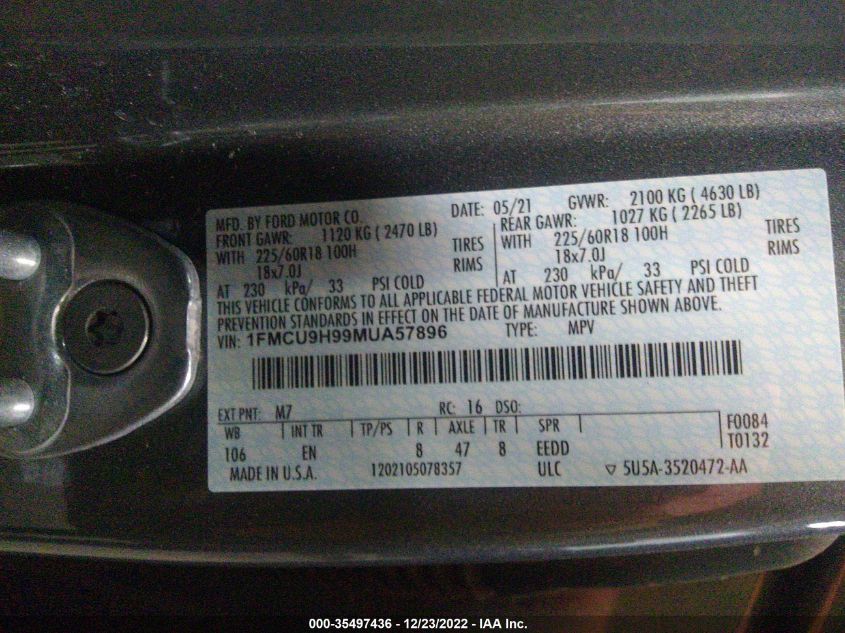 MFD. BY FORD MOTOR CO. DATE: 05/21 GVWR: 2100 KG ( 4630 LB)
FRONT GAWR: 1120 KG ( 2470 LB) REAR GAWR: 1027 KG ( 2265 LB)
WITH 225/60R18 100H TIRES WITH 225/60R18 100H TIRES
18x7.0J RIMS 18x7.0J RIMS
AT 230 kPa/ 33 PSI COLD AT 230 kPa/ 33 PSI COLD
THIS VEHICLE CONFORMS TO ALL APPLICABLE FEDERAL MOTOR VEHICLE SAFETY AND THEFT
PREVENTION STANDARDS IN EFFECT ON THE DATE OF MANUFACTURE SHOWN ABOVE.
VIN: 1FMCU9H99MUA57896 TYPE: MPV
EXT PNT: M7 RC: 16 DSO:
WB INT TR TP/PS R AXLE TR SPR F0084
106 EN 8 47 8 EEDD T0132
MADE IN U.S.A. 1202105078357 ULC ▽ 5U5A-3520472-AA
000-35497436 - 12/23/2022 - IAA Inc.